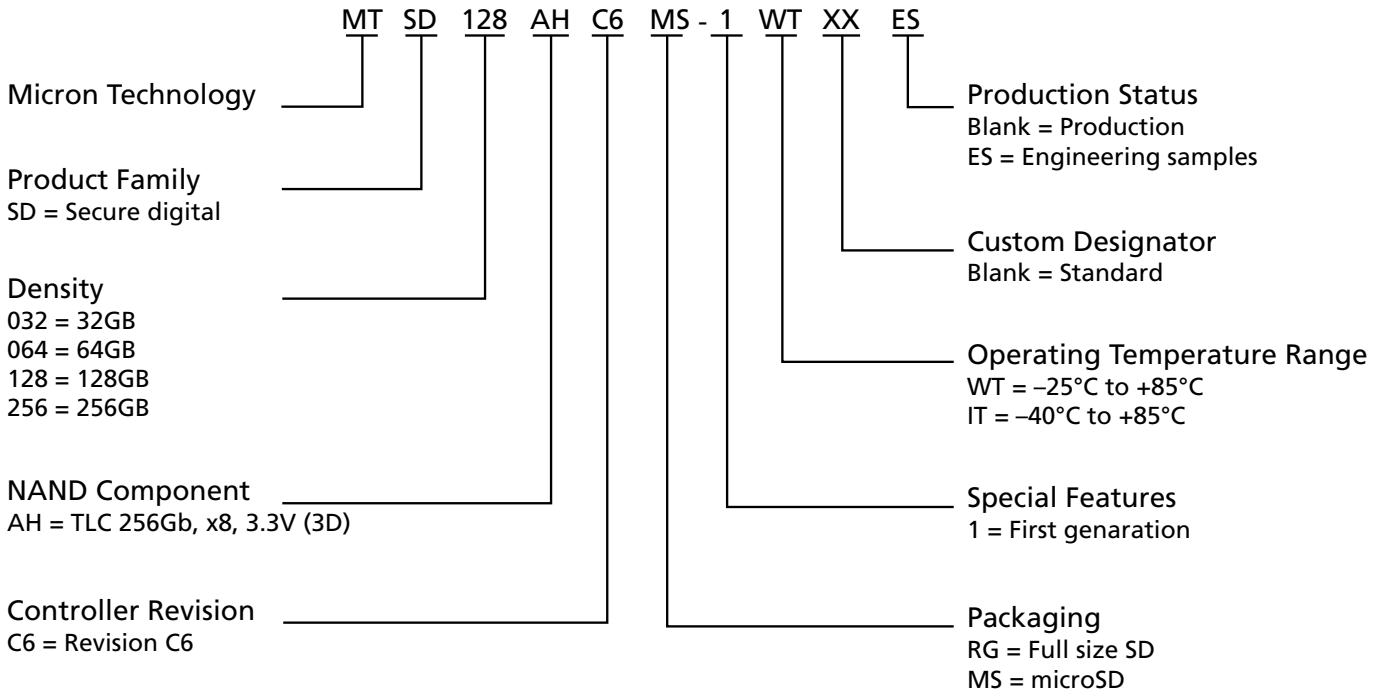 MT SD 128 AH C6 MS - 1 WT XX ES
Micron Technology
Product Family
SD = Secure digital
Density
032 = 32GB
064 = 64GB
128 = 128GB
256 = 256GB
NAND Component
AH = TLC 256Gb, x8, 3.3V (3D)
Controller Revision
C6 = Revision C6
Production Status
Blank = Production
ES = Engineering samples
Custom Designator
Blank = Standard
Operating Temperature Range
WT = –25°C to +85°C
IT = –40°C to +85°C
Special Features
1 = First genaration
Packaging
RG = Full size SD
MS = microSD